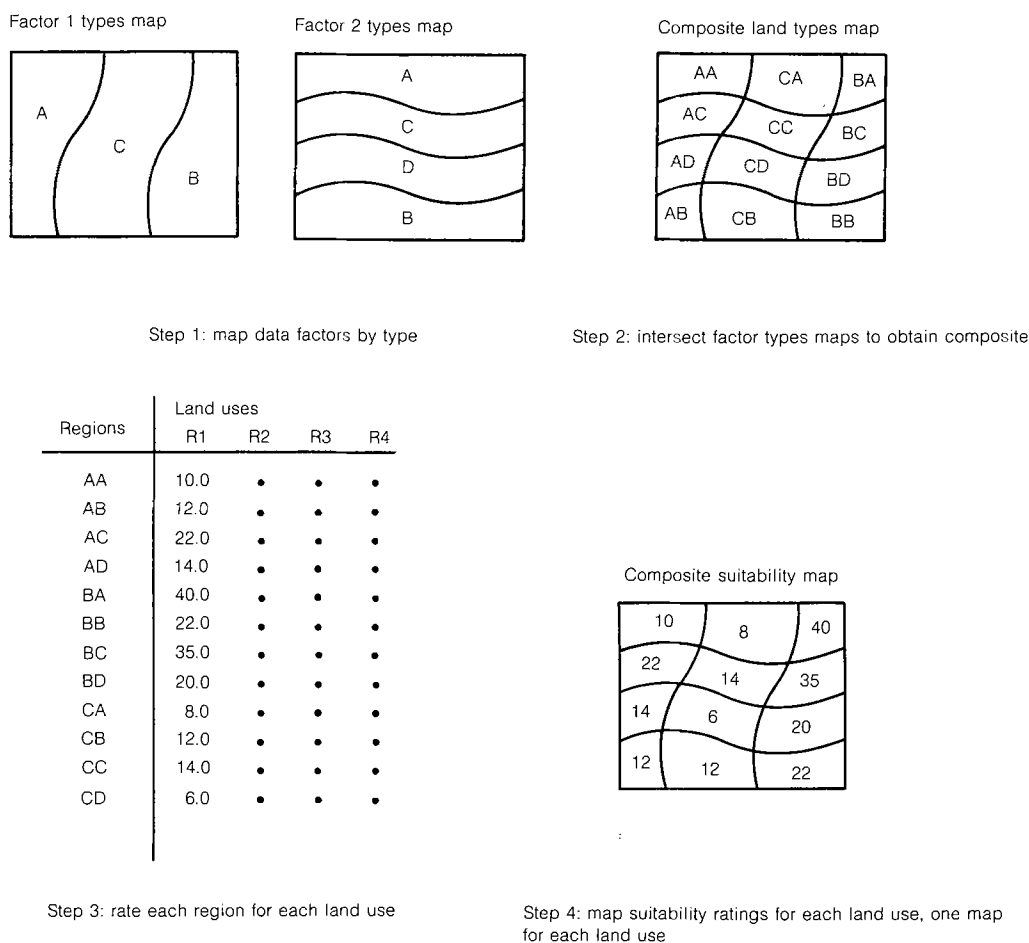 Factor 1 types map
A
C
B
Factor 2 types map
A
C
D
B
Composite land types map
AA CA BA
AC CC BC
AD CD BD
AB CB BB
Step 1: map data factors by type
Step 2: intersect factor types maps to obtain composite
Land uses
Regions R1 R2 R3 R4
AA 10.0 • • •
AB 12.0 • • •
AC 22.0 • • •
AD 14.0 • • •
BA 40.0 • • •
BB 22.0 • • •
BC 35.0 • • •
BD 20.0 • • •
CA 8.0 • • •
CB 12.0 • • •
CC 14.0 • • •
CD 6.0 • • •
Composite suitability map
10 8 40
22 14 35
14 6 20
12 12 22
Step 3: rate each region for each land use
Step 4: map suitability ratings for each land use, one map
for each land use